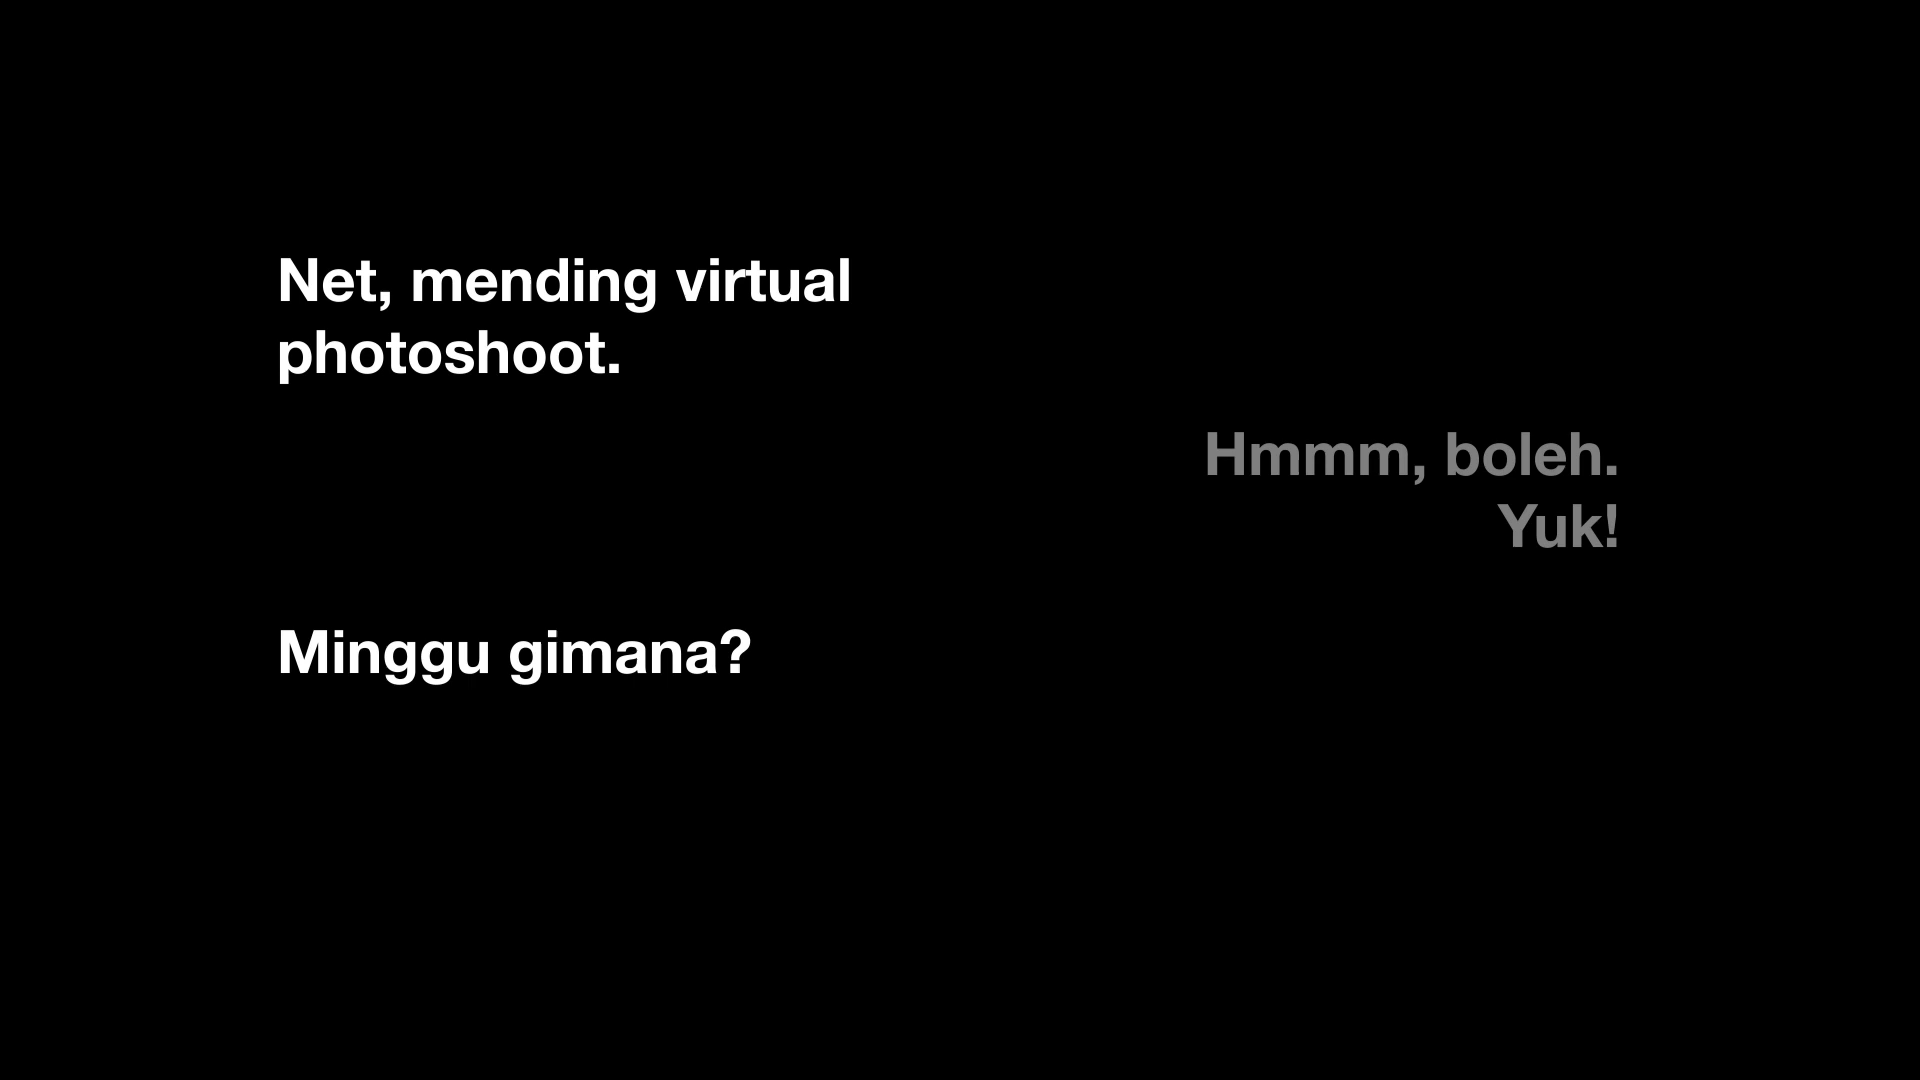 Net, mending virtual
photoshoot.
Hmmm, boleh.
Yuk!
Minggu gimana?